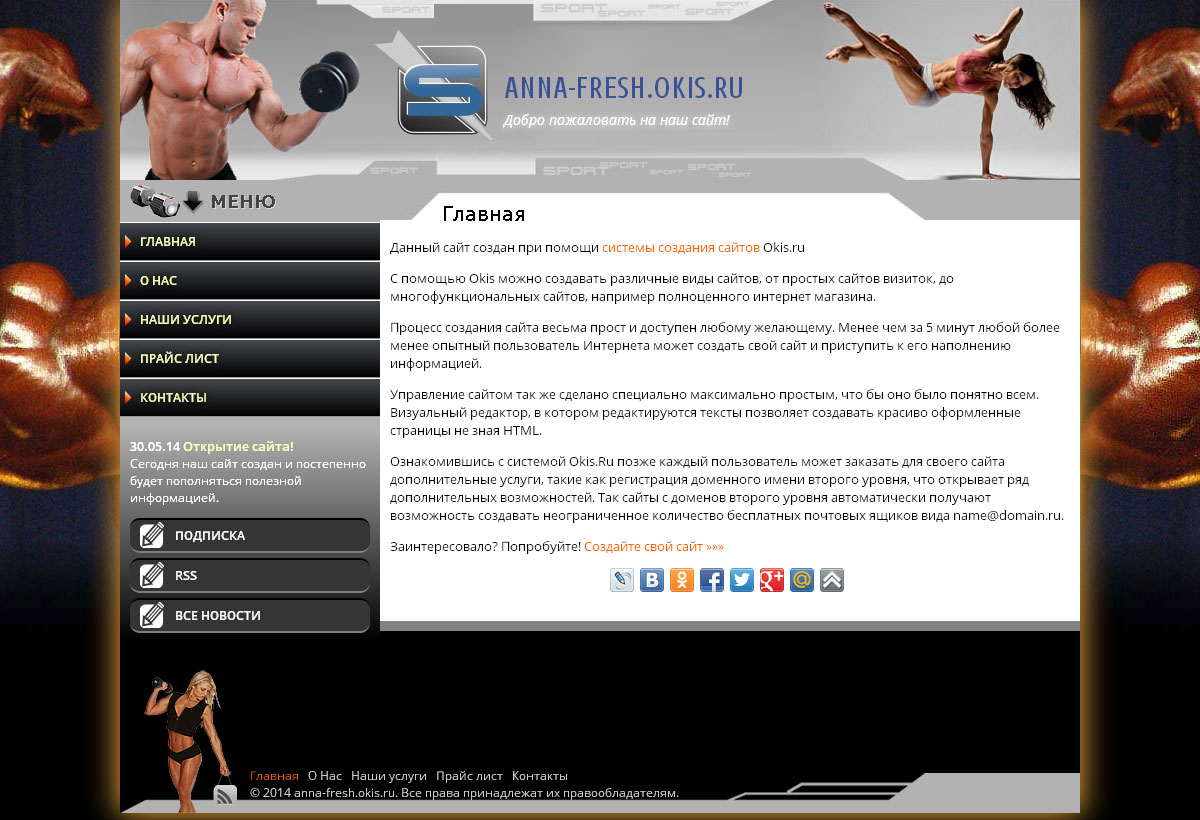 SPORT SPORT SPORT SPORT SPORT SPORT SPORT
S
ANNA-FRESH.OKIS.RU
Добро пожаловать на наш сайт!
SPORT SPORT SPORT SPORT SPORT SPORT
МЕНЮ
ГЛАВНАЯ
О НАС
НАШИ УСЛУГИ
ПРАЙС ЛИСТ
КОНТАКТЫ
30.05.14 Открытие сайта!
Сегодня наш сайт создан и постепенно
будет пополняться полезной
информацией.
ПОДПИСКА
RSS
ВСЕ НОВОСТИ
Главная
Данный сайт создан при помощи системы создания сайтов Okis.ru
С помощью Okis можно создавать различные виды сайтов, от простых сайтов визиток, до
многофункциональных сайтов, например полноценного интернет магазина.
Процесс создания сайта весьма прост и доступен любому желающему. Менее чем за 5 минут любой более
менее опытный пользователь Интернета может создать свой сайт и приступить к его наполнению
информацией.
Управление сайтом так же сделано специально максимально простым, что бы оно было понятно всем.
Визуальный редактор, в котором редактируются тексты позволяет создавать красиво оформленные
страницы не зная HTML.
Ознакомившись с системой Okis.Ru позже каждый пользователь может заказать для своего сайта
дополнительные услуги, такие как регистрация доменного имени второго уровня, что открывает ряд
дополнительных возможностей. Так сайты с доменов второго уровня автоматически получают
возможность создавать неограниченное количество бесплатных почтовых ящиков вида name@domain.ru.
Заинтересовало? Попробуйте! Создайте свой сайт »»»
Главная О Нас Наши услуги Прайс лист Контакты
© 2014 anna-fresh.okis.ru. Все права принадлежат их правообладателям.